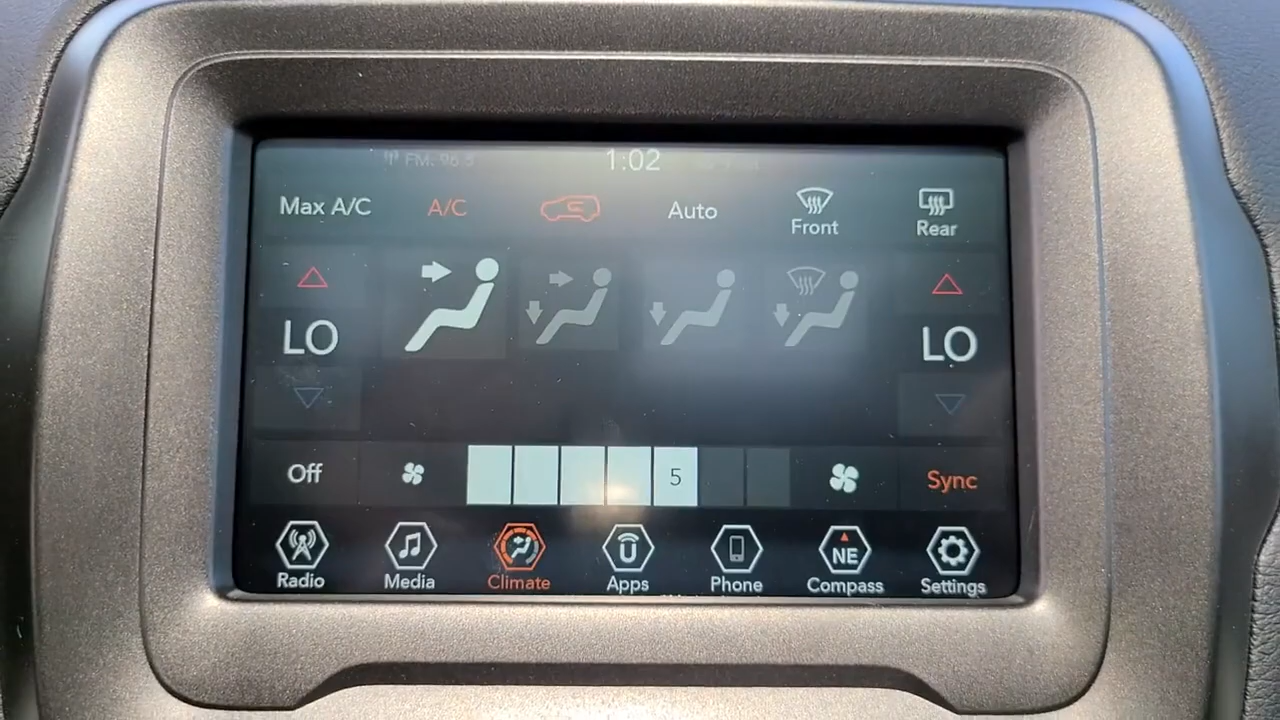 FM: 96.5
1:02
Max A/C A/C Auto Front Rear
LO LO
Off 5 Sync
U NE
Radio Media Climate Apps Phone Compass Settings